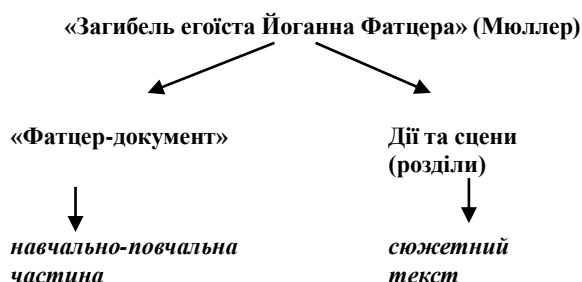 «Загибель егоїста Йоганна Фатцера» (Мюллер)
«Фатцер-документ»
Дії та сцени
(розділи)
навчально-повчальна
частина
сюжетний
текст